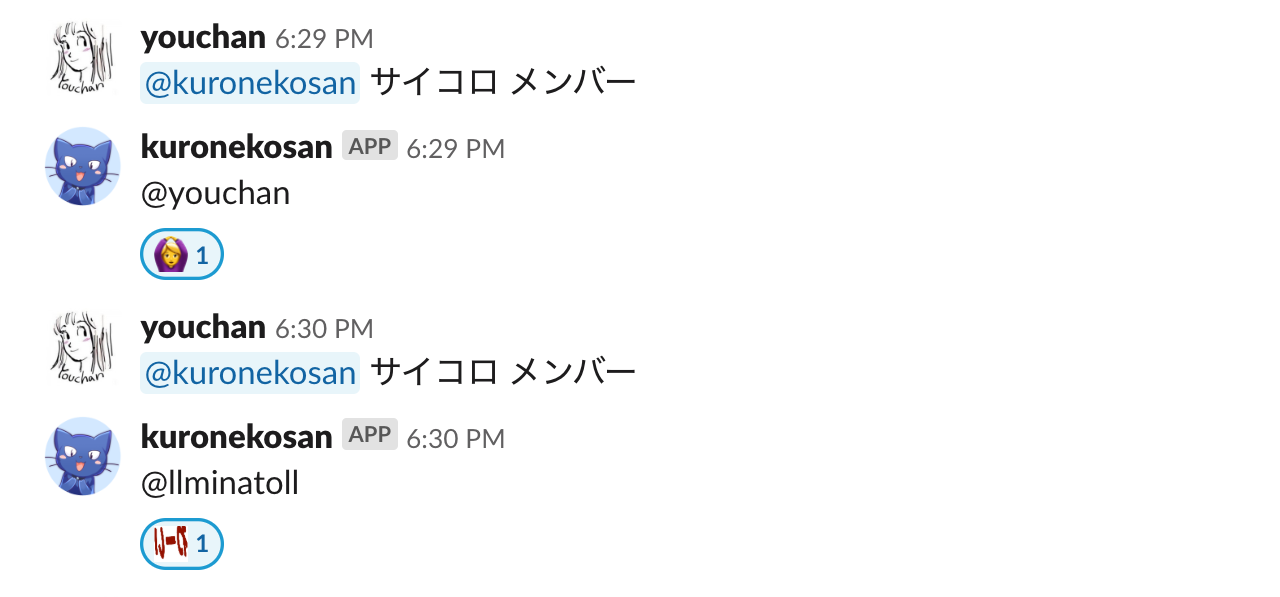 youchan 6:29 PM
@kuronekosan サイコロ メンバー
kuronekosan APP 6:29 PM
@youchan
1
youchan 6:30 PM
@kuronekosan サイコロ メンバー
kuronekosan APP 6:30 PM
@llminatoll
1